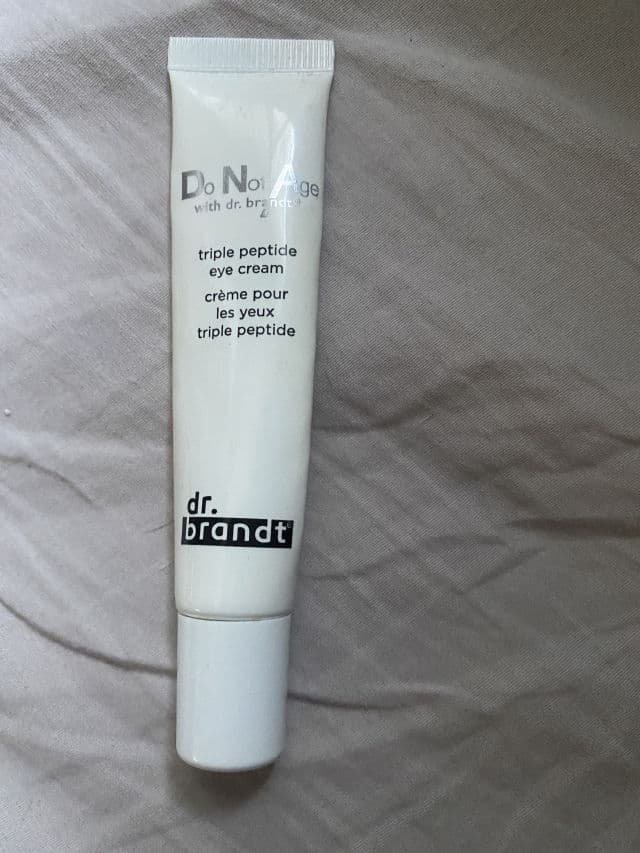 Do Not Age
with dr. brandt
triple peptide
eye cream
crème pour
les yeux
triple peptide
dr.
brandt